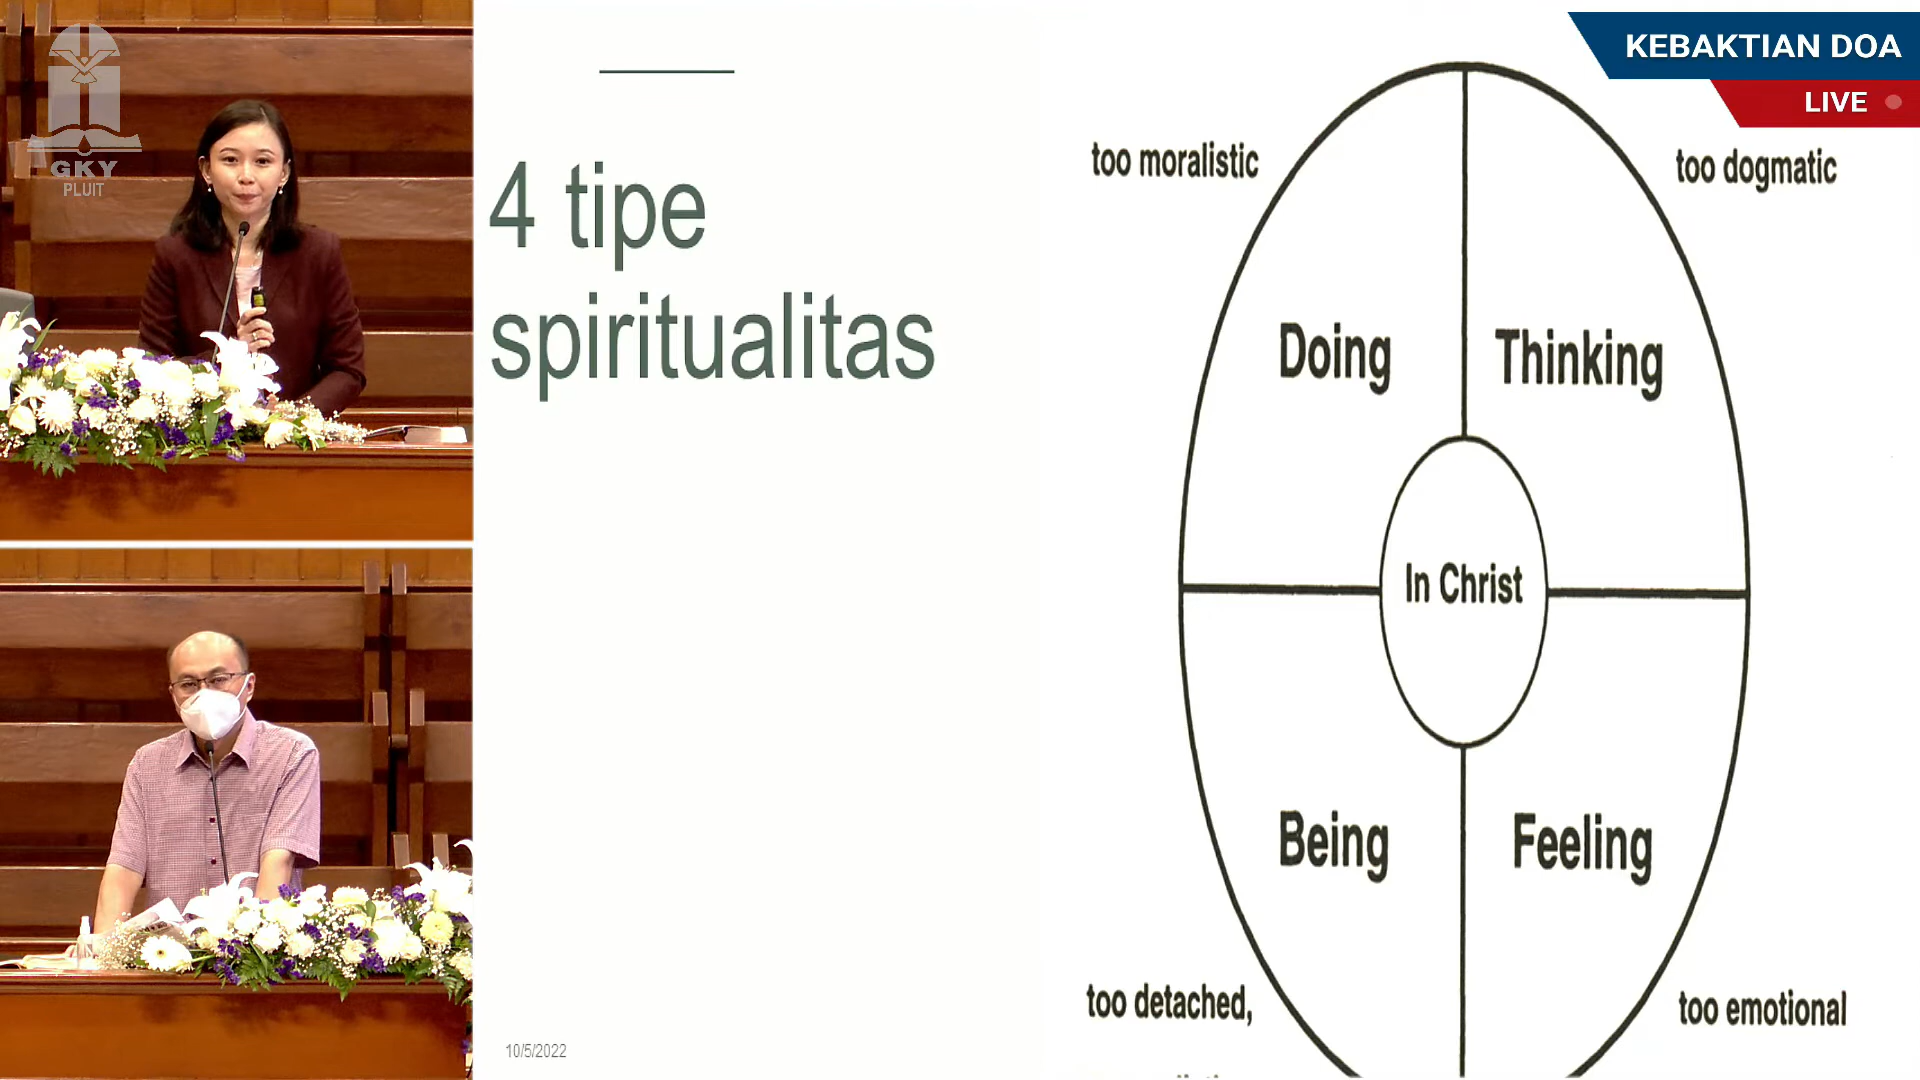 GKY
PLUIT
KEBAKTIAN DOA
LIVE
4 tipe
spiritualitas
too moralistic
too dogmatic
Doing
Thinking
In Christ
Being
Feeling
too detached,
too emotional
10/5/2022